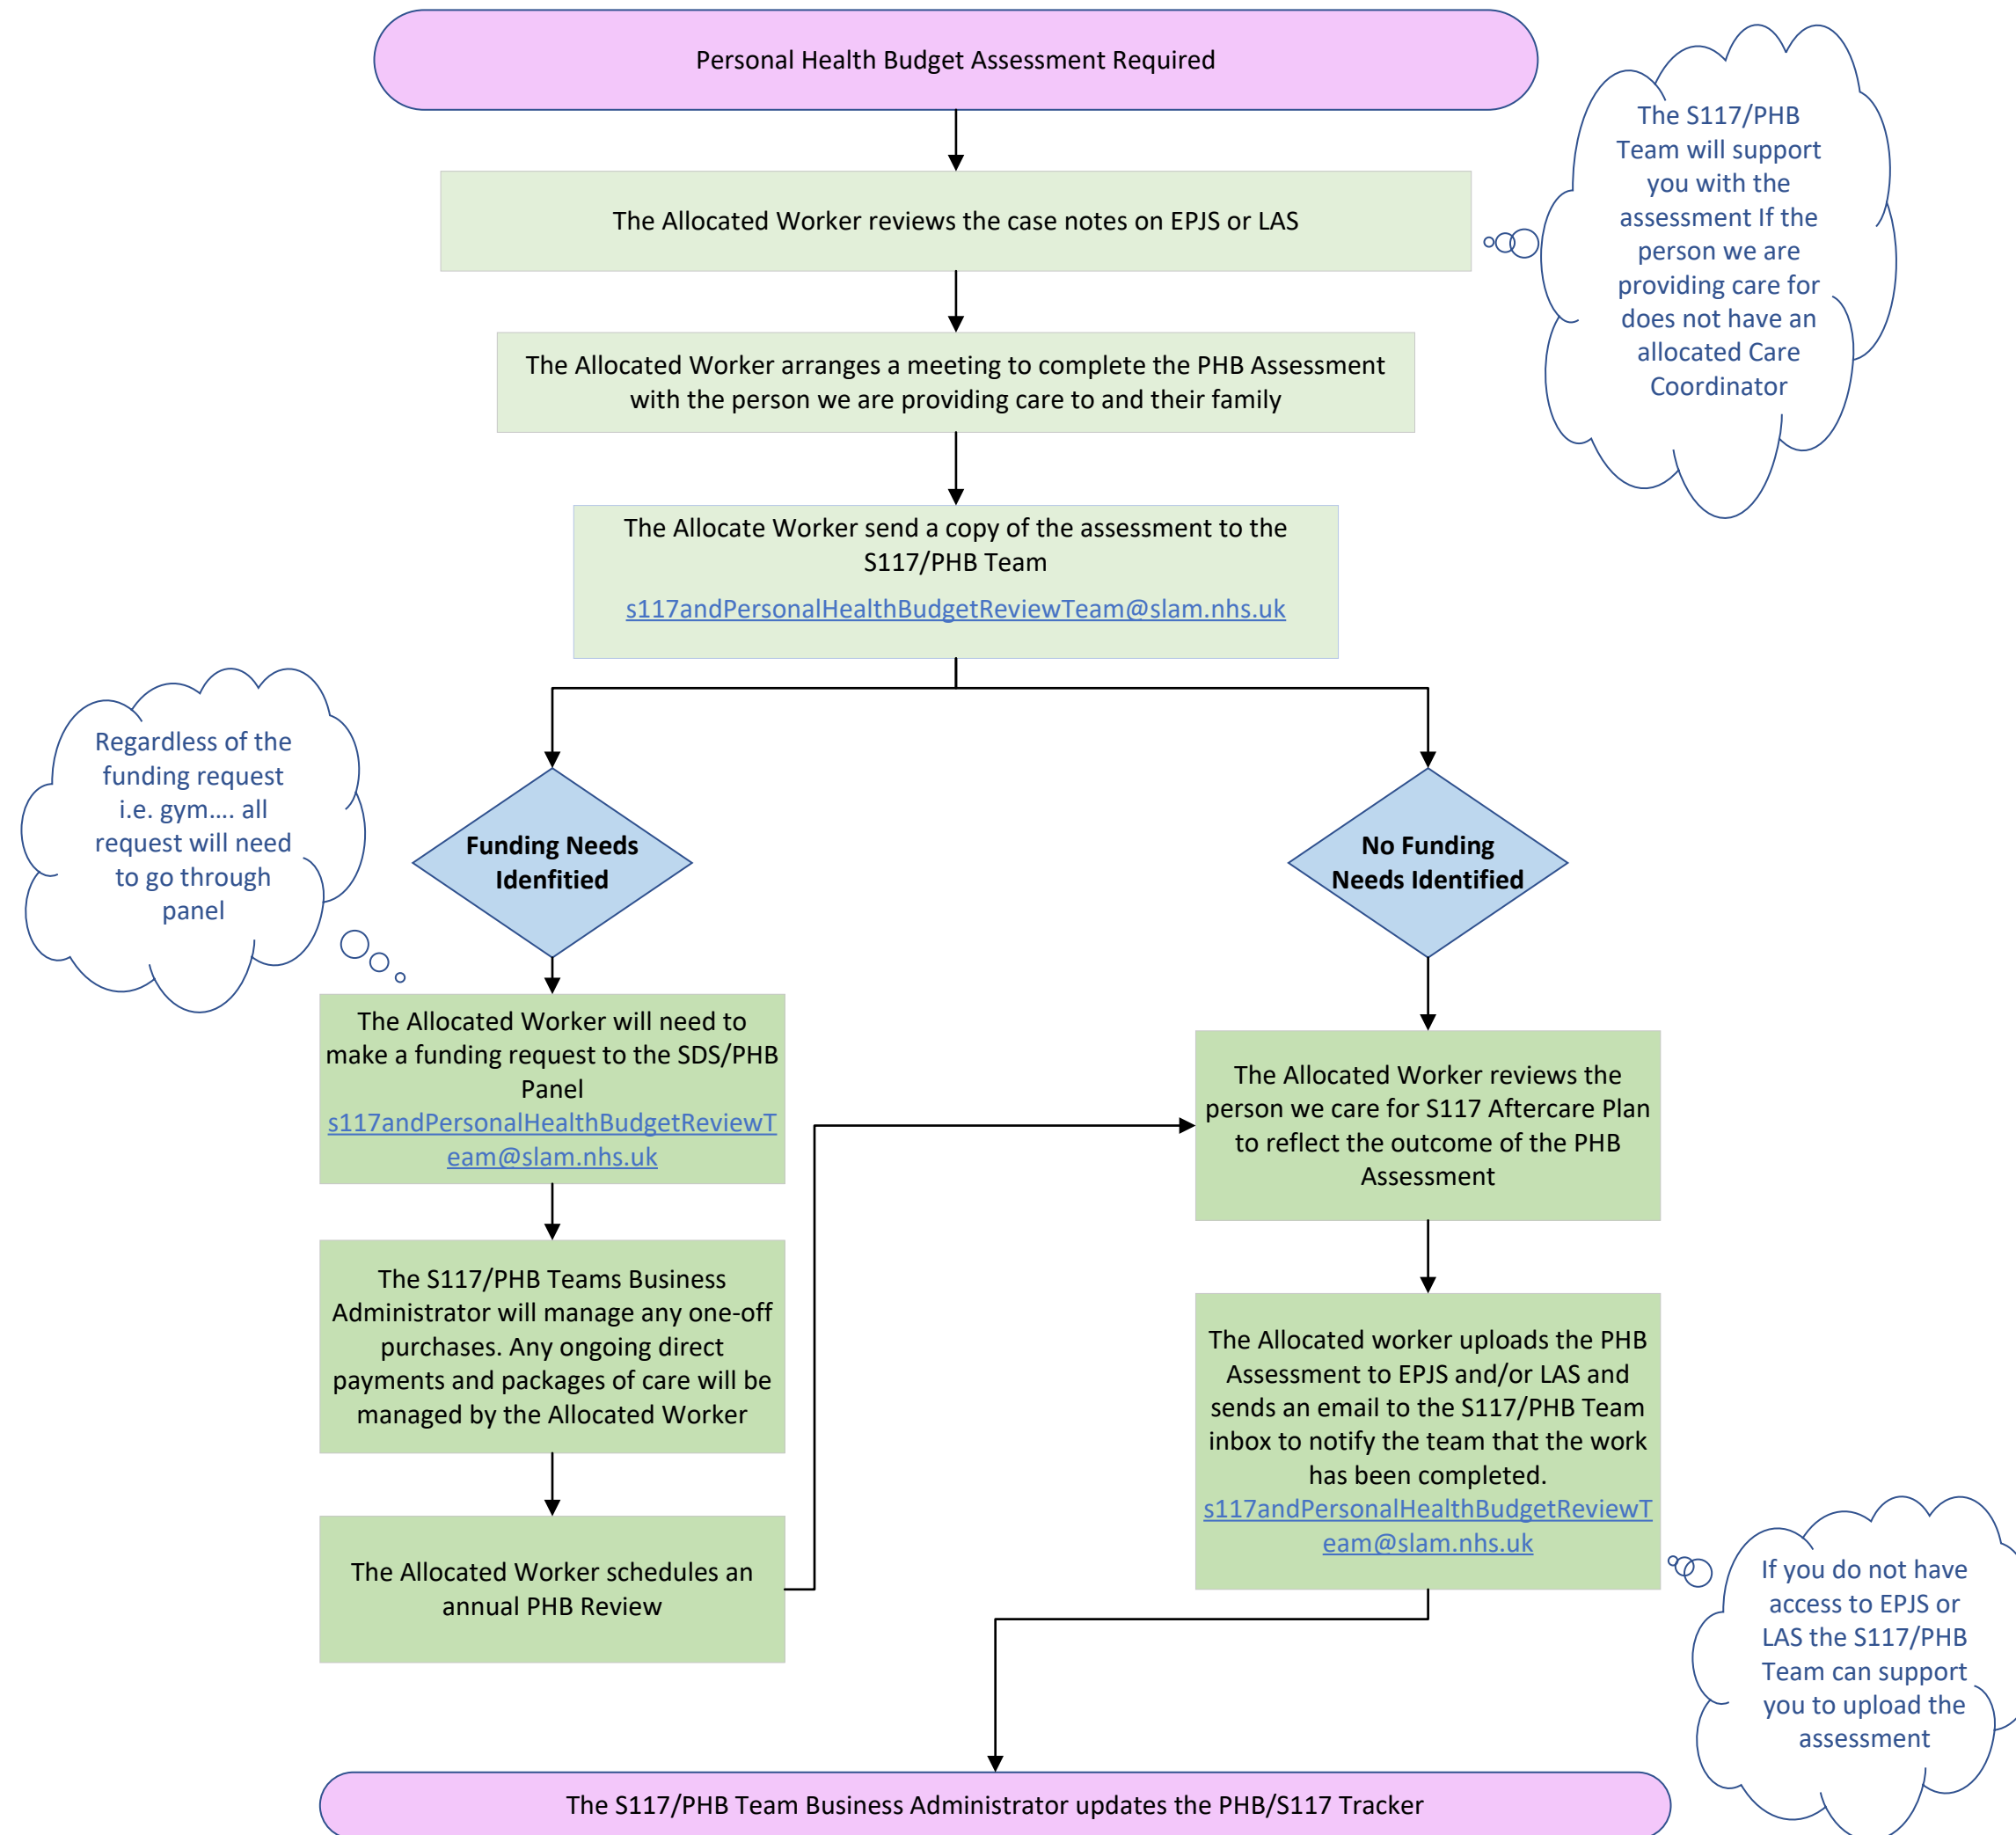 Personal Health Budget Assessment Required
The S117/PHB
Team will support
you with the
assessment If the
person we are
providing care for
does not have an
allocated Care
Coordinator
The Allocated Worker reviews the case notes on EPJS or LAS
The Allocated Worker arranges a meeting to complete the PHB Assessment
with the person we are providing care to and their family
The Allocate Worker send a copy of the assessment to the
S117/PHB Team
s117andPersonalHealthBudgetReviewTeam@slam.nhs.uk
Regardless of the
funding request
i.e. gym.... all
request will need
to go through
panel
Funding Needs
Idenfitied
No Funding
Needs Identified
The Allocated Worker will need to
make a funding request to the SDS/PHB
Panel
s117andPersonalHealthBudgetReviewT
eam@slam.nhs.uk
The S117/PHB Teams Business
Administrator will manage any one-off
purchases. Any ongoing direct
payments and packages of care will be
managed by the Allocated Worker
The Allocated Worker schedules an
annual PHB Review
The Allocated Worker reviews the
person we care for S117 Aftercare Plan
to reflect the outcome of the PHB
Assessment
The Allocated worker uploads the PHB
Assessment to EPJS and/or LAS and
sends an email to the S117/PHB Team
inbox to notify the team that the work
has been completed.
s117andPersonalHealthBudgetReviewT
eam@slam.nhs.uk
If you do not have
access to EPJS or
LAS the S117/PHB
Team can support
you to upload the
assessment
The S117/PHB Team Business Administrator updates the PHB/S117 Tracker